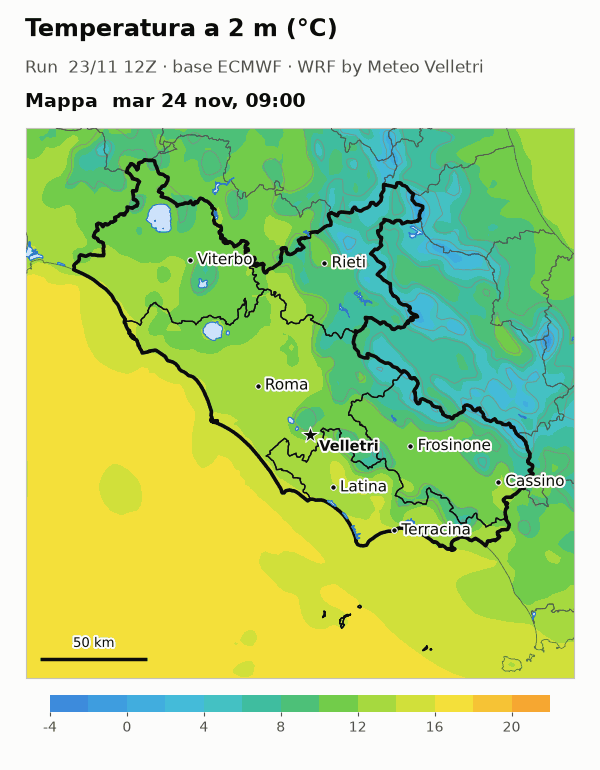 Temperatura a 2 m (°C)
Run  23/11 12Z · base ECMWF · WRF by Meteo Velletri
Mappa  mar 24 nov, 09:00
Viterbo
Rieti
Roma
Velletri
Frosinone
Cassino
Latina
Terracina
50 km
-4 0 4 8 12 16 20